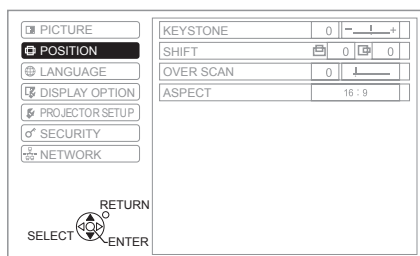 PICTURE
POSITION
LANGUAGE
DISPLAY OPTION
PROJECTOR SETUP
SECURITY
NETWORK
KEYSTONE 0 - +
SHIFT 0 0
OVER SCAN 0
ASPECT 16:9
RETURN
SELECT
ENTER